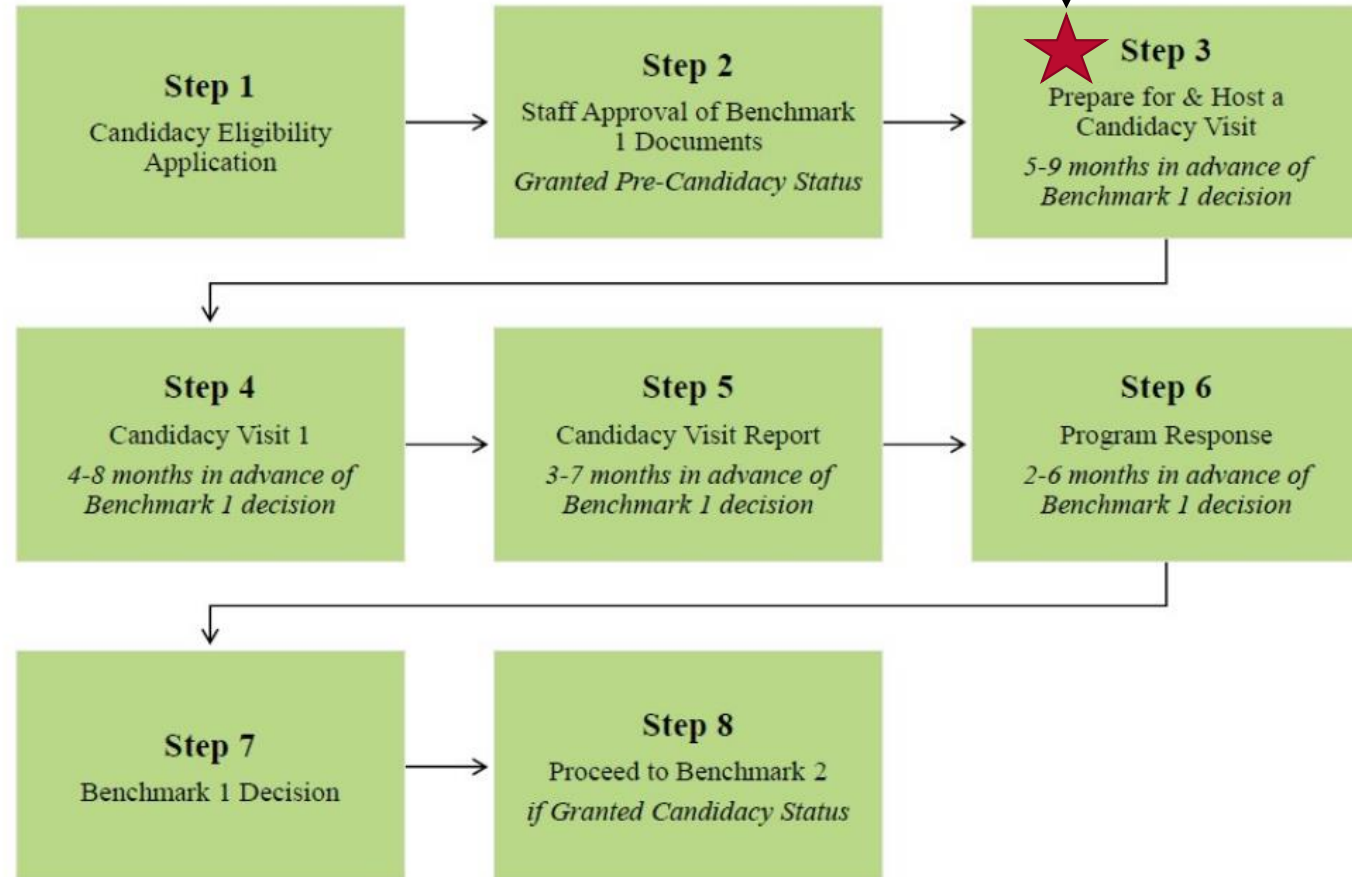 Step 1
Candidacy Eligibility
Application
Step 2
Staff Approval of Benchmark
1 Documents
Granted Pre-Candidacy Status
Step 3
Prepare for & Host a
Candidacy Visit
5-9 months in advance of
Benchmark 1 decision
Step 4
Candidacy Visit 1
4-8 months in advance of
Benchmark 1 decision
Step 5
Candidacy Visit Report
3-7 months in advance of
Benchmark 1 decision
Step 6
Program Response
2-6 months in advance of
Benchmark 1 decision
Step 7
Benchmark 1 Decision
Step 8
Proceed to Benchmark 2
if Granted Candidacy Status